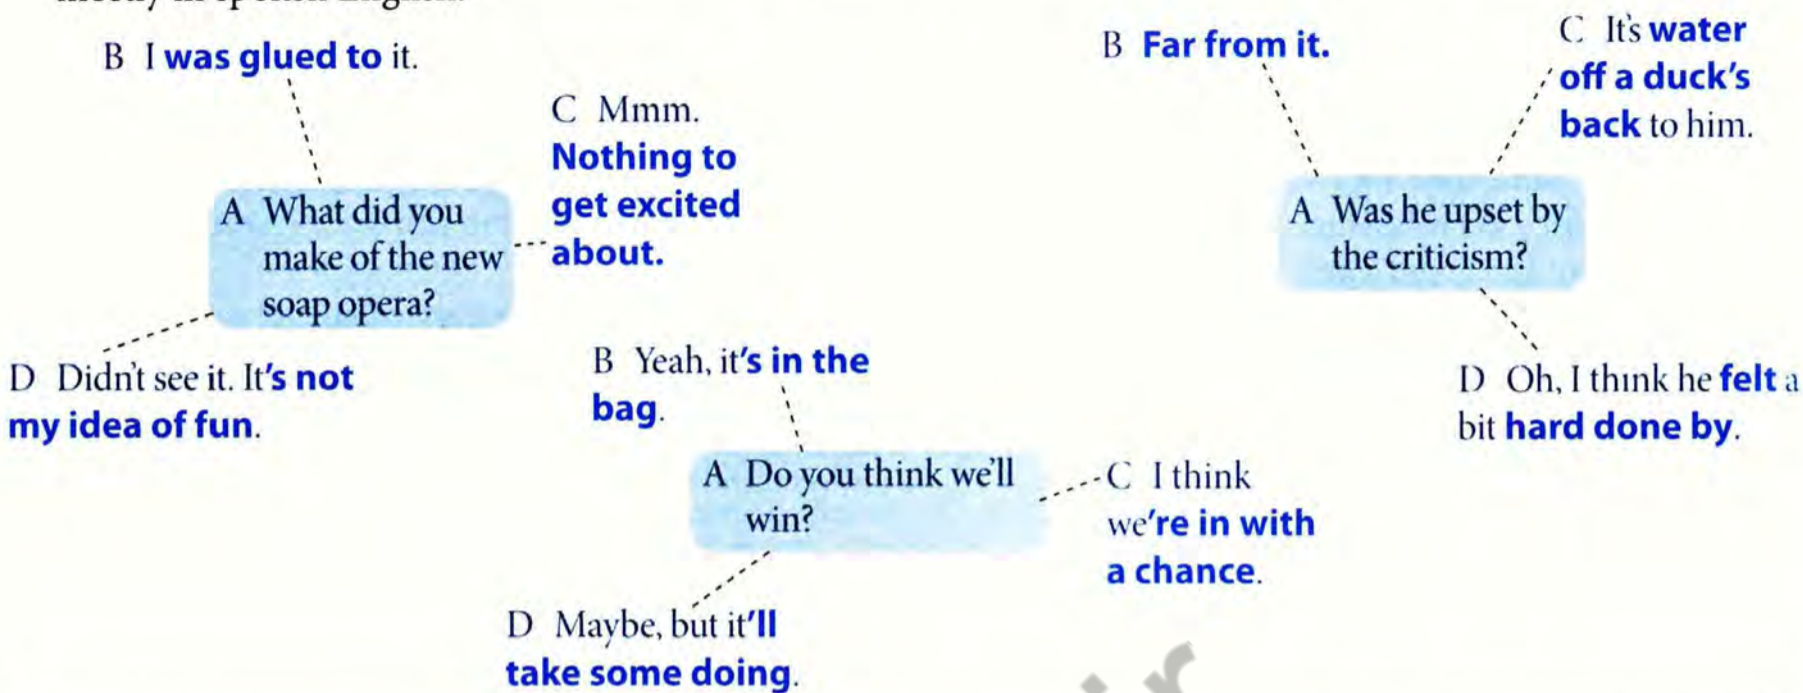 B I was glued to it.
C Mmm.
Nothing to
get excited
about.
A What did you
make of the new
soap opera?
D Didn't see it. It's not
my idea of fun.
B Far from it.
C It's water
off a duck's
back to him.
A Was he upset by
the criticism?
D Oh, I think he felt a
bit hard done by.
B Yeah, it's in the
bag.
A Do you think we'll
win?
C I think
we're in with
a chance.
D Maybe, but it'll
take some doing.